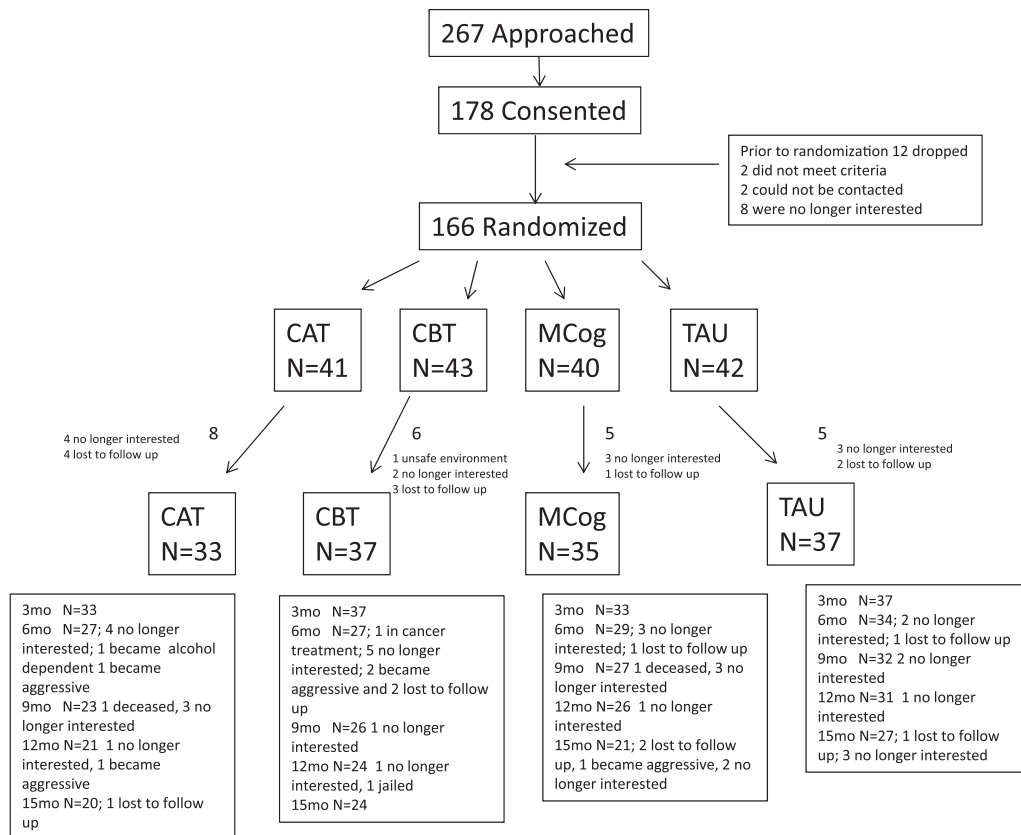 267 Approached
178 Consented
Prior to randomization 12 dropped
2 did not meet criteria
2 could not be contacted
8 were no longer interested
166 Randomized
CAT
N=41
CBT
N=43
MCog
N=40
TAU
N=42
4 no longer interested
4 lost to follow up
8
6
1 unsafe environment
2 no longer interested
3 lost to follow up
5
3 no longer interested
1 lost to follow up
5
3 no longer interested
2 lost to follow up
CAT
N=33
CBT
N=37
MCog
N=35
TAU
N=37
3mo N=33
6mo N=27; 4 no longer
interested; 1 became alcohol
dependent 1 became
aggressive
9mo N=23 1 deceased, 3 no
longer interested
12mo N=21 1 no longer
interested, 1 became
aggressive
15mo N=20; 1 lost to follow
up
3mo N=37
6mo N=27; 1 in cancer
treatment; 5 no longer
interested; 2 became
aggressive and 2 lost to follow
up
9mo N=26 1 no longer
interested
12mo N=24 1 no longer
interested, 1 jailed
15mo N=24
3mo N=33
6mo N=29; 3 no longer
interested; 1 lost to follow up
9mo N=27 1 deceased, 3 no
longer interested
12mo N=26 1 no longer
interested
15mo N=21; 2 lost to follow
up, 1 became aggressive, 2 no
longer interested
3mo N=37
6mo N=34; 2 no longer
interested; 1 lost to follow up
9mo N=32 2 no longer
interested
12mo N=31 1 no longer
interested
15mo N=27; 1 lost to follow
up; 3 no longer interested